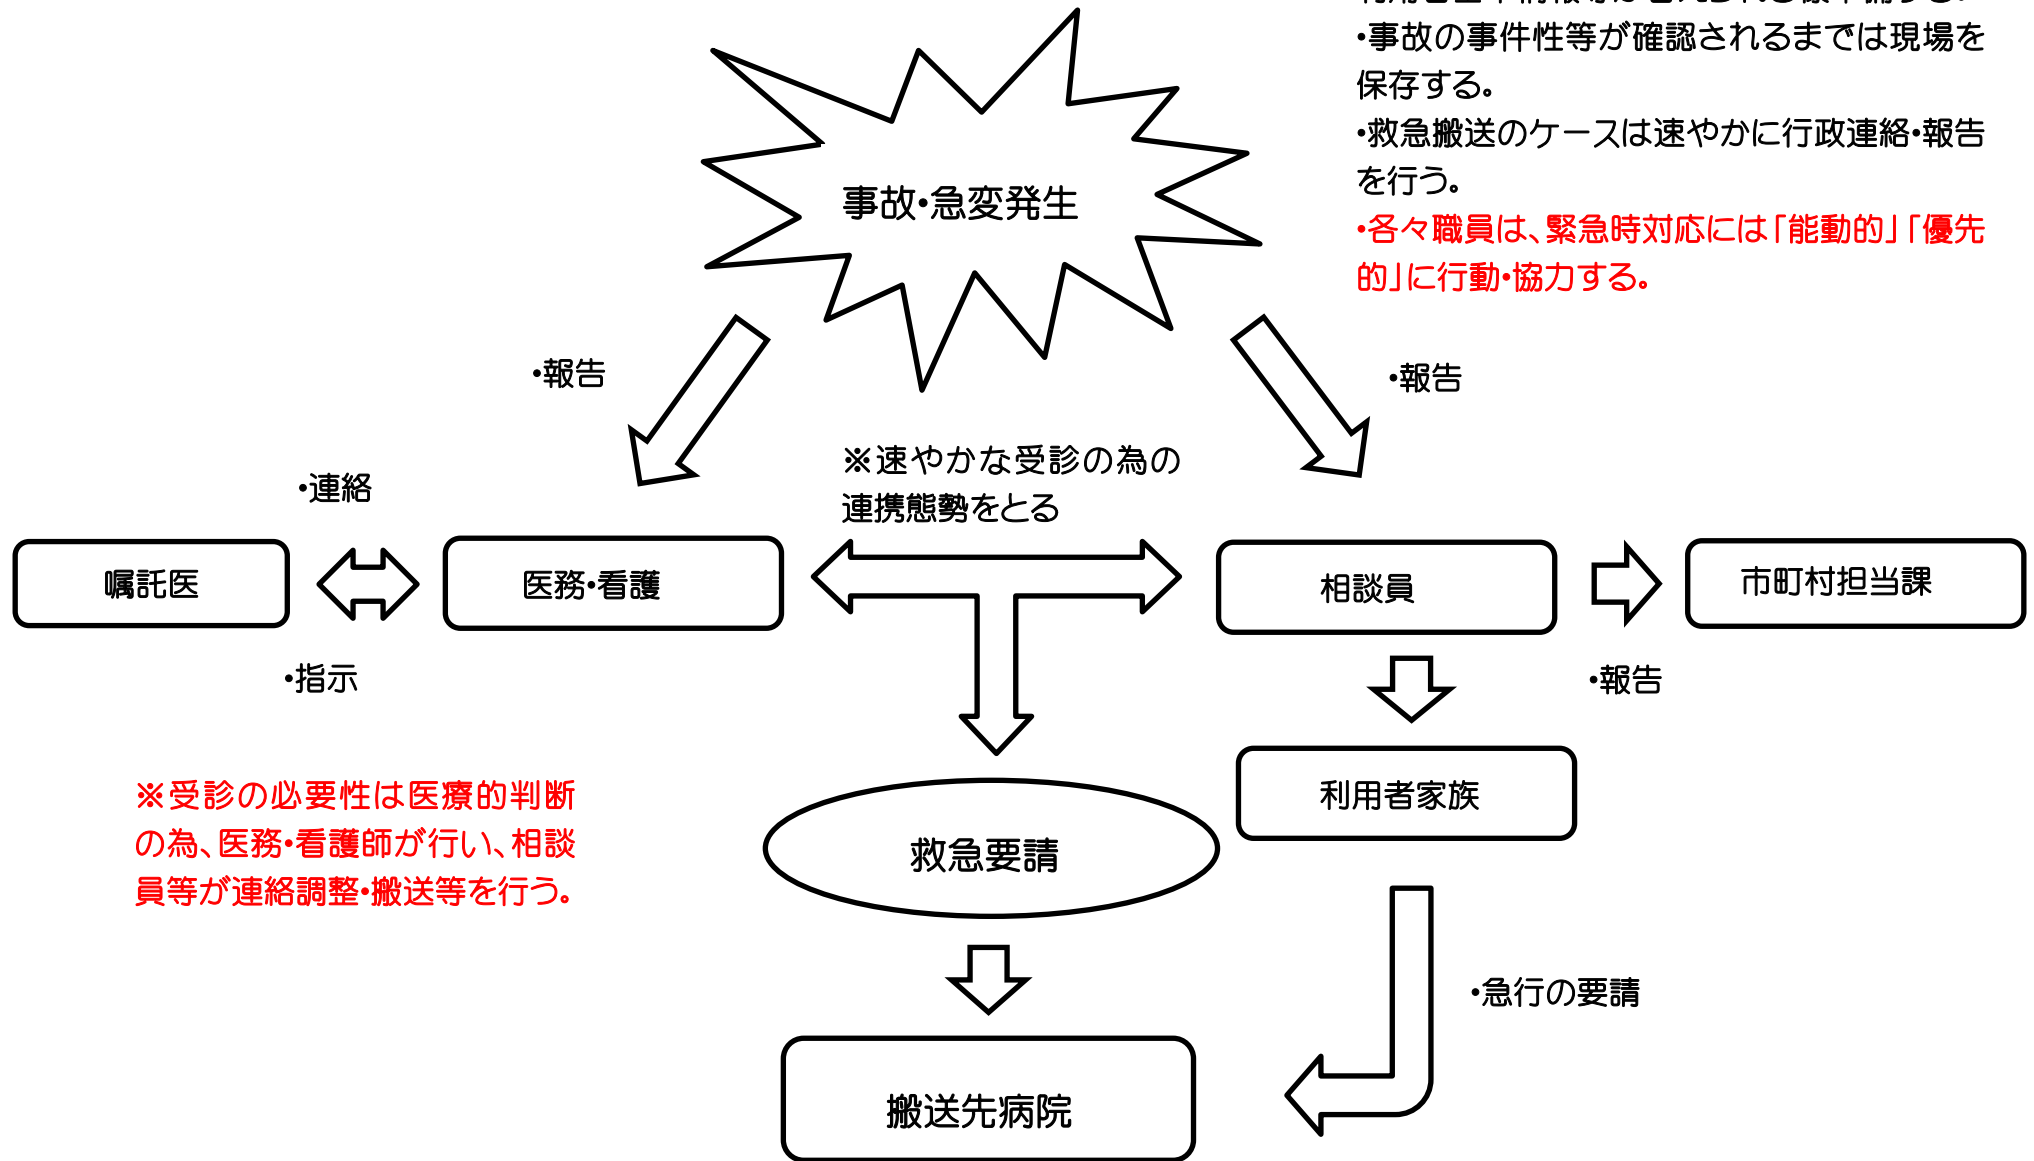 ・事故の事件性等が確認されるまでは現場を
保存する。
・救急搬送のケースは速やかに行政連絡・報告
を行う。
・各々職員は、緊急時対応には「能動的」「優先
的」に行動・協力する。
事故・急変発生
・報告
・報告
※速やかな受診の為の
連携態勢をとる
・連絡
嘱託医
医務・看護
相談員
市町村担当課
・指示
・報告
※受診の必要性は医療的判断
の為、医務・看護師が行い、相談
員等が連絡調整・搬送等を行う。
利用者家族
救急要請
・急行の要請
搬送先病院